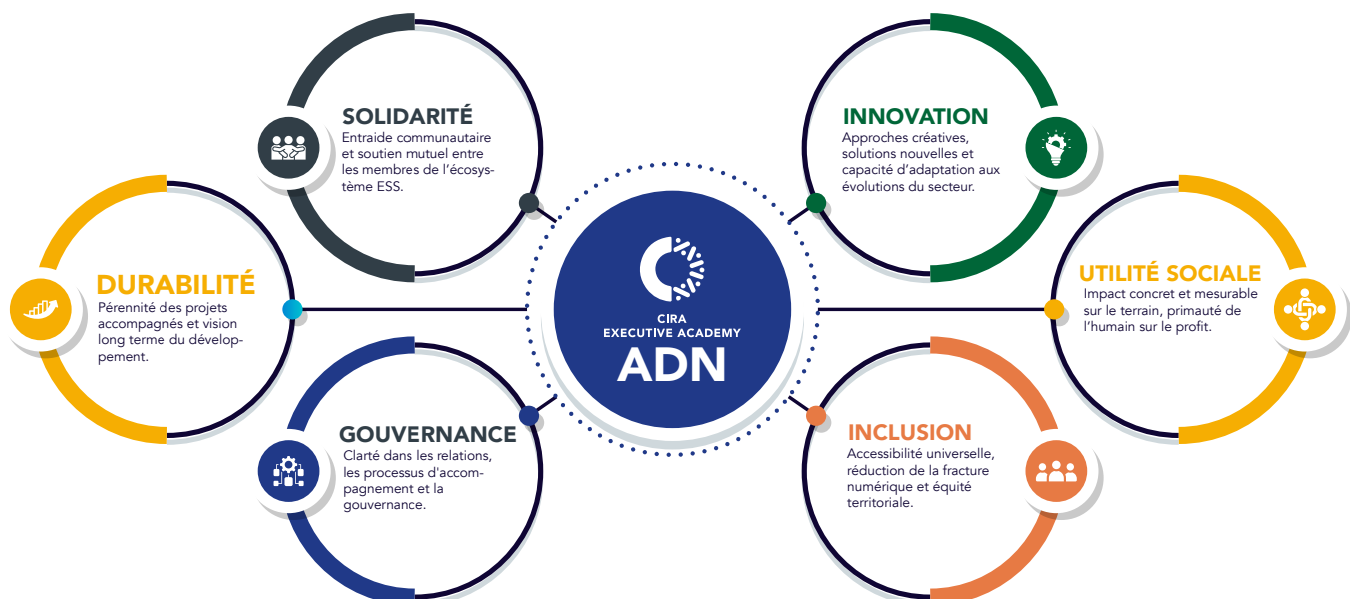 SOLIDARITÉ
Entraide communautaire
et soutien mutuel entre
les membres de l'écosys-
tème ESS.
INNOVATION
Approches créatives,
solutions nouvelles et
capacité d'adaptation aux
évolutions du secteur.
DURABILITÉ
Pérennité des projets
accompagnés et vision
long terme du dévelop-
pement.
CIRA
EXECUTIVE ACADEMY
ADN
UTILITÉ SOCIALE
Impact concret et mesurable
sur le terrain, primauté de
l'humain sur le profit.
GOUVERNANCE
Clarté dans les relations,
les processus d'accom-
pagnement et la
gouvernance.
INCLUSION
Accessibilité universelle,
réduction de la fracture
numérique et équité
territoriale.